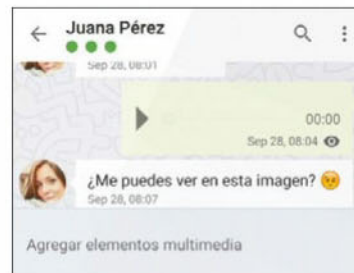 Juana Pérez
Sep 28, 08:01
00:00
Sep 28, 08:04
¿Me puedes ver en esta imagen?
Sep 28, 08:07
Agregar elementos multimedia